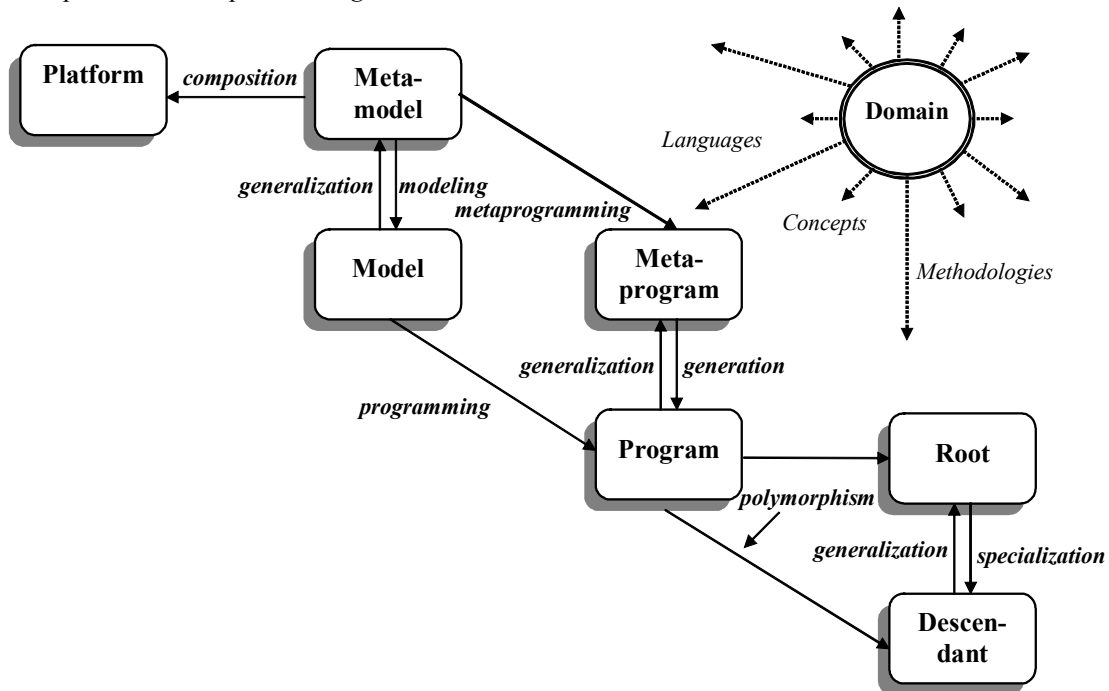 Platform
composition
Meta-
model
Domain
Languages
generalization
modeling
metaprogramming
Concepts
Model
Meta-
program
Methodologies
generalization
generation
programming
Program
Root
polymorphism
generalization
specialization
Descen-
dant